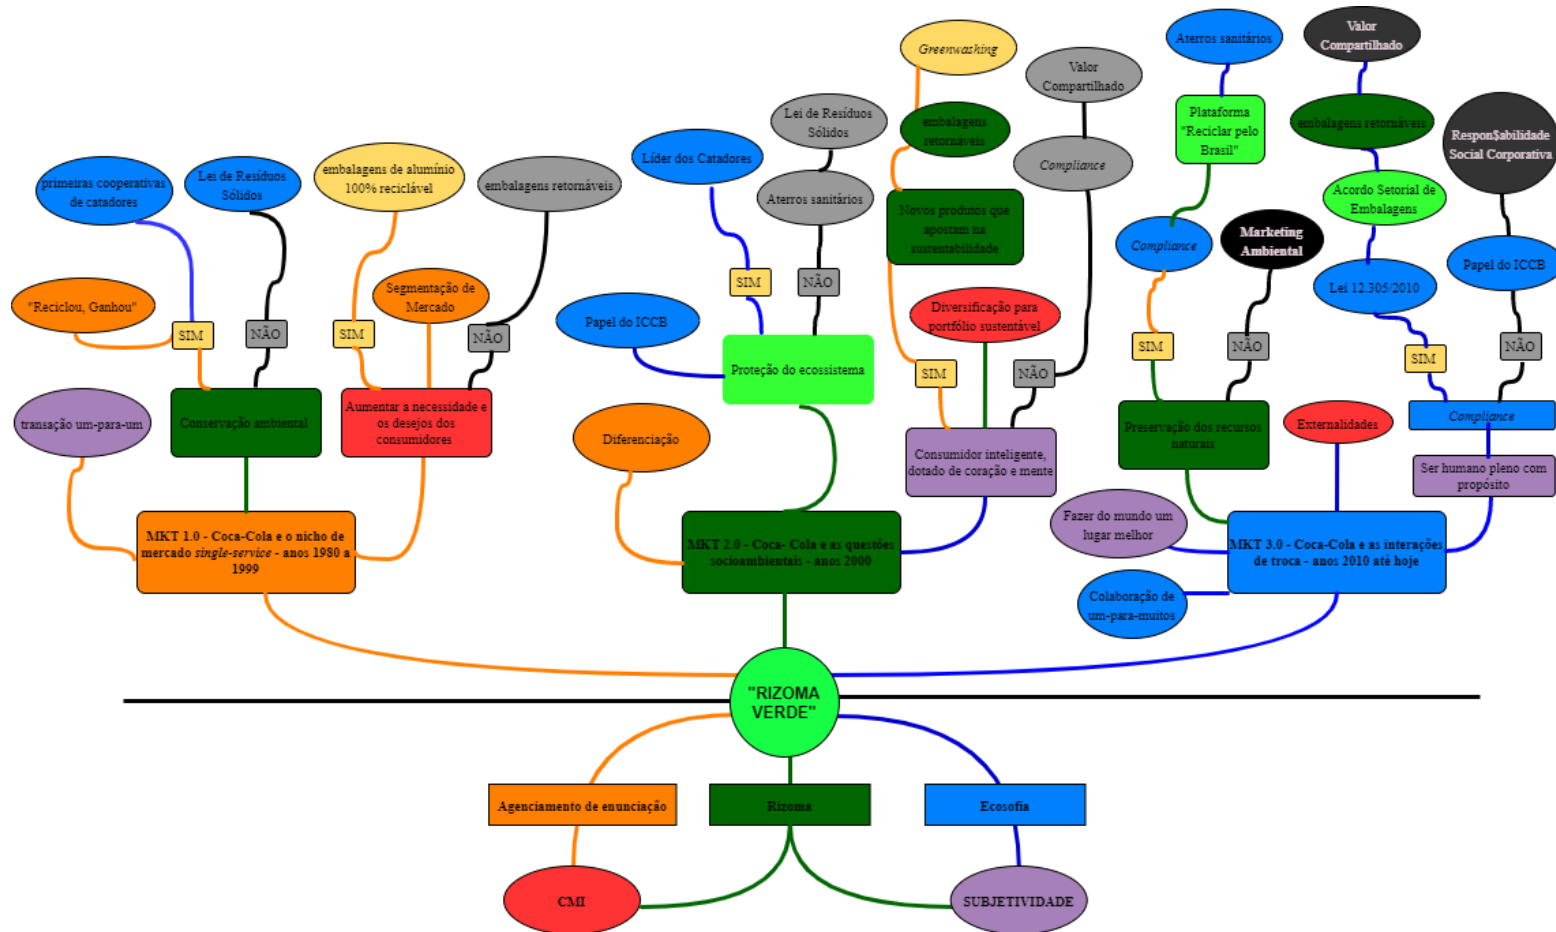 Greenwashing
Valor
Compartilhado
Aterros sanitários
Valor
Compartilhado
Lei de Resíduos
Sólidos
embalagens
retornáveis
Plataforma
"Reciclar pelo
Brasil"
embalagens retornáveis
Respon$abilidade
Social Corporativa
primeiras cooperativas
de catadores
Lei de Resíduos
Sólidos
embalagens de alumínio
100% reciclável
embalagens retornáveis
Líder dos Catadores
Aterros sanitários
Compliance
Novos produtos que
apostam na
sustentabilidade
Acordo Setorial de
Embalagens
Compliance
Marketing
Ambiental
"Reciclou, Ganhou"
Segmentação de
Mercado
SIM
NÃO
Papel do ICCB
Diversificação para
portfólio sustentável
Lei 12.305/2010
Papel do ICCB
SIM
NÃO
SIM
NÃO
Proteção do ecossistema
SIM
NÃO
SIM
NÃO
SIM
NÃO
transação um-para-um
Conservação ambiental
Aumentar a necessidade e
os desejos dos
consumidores
Diferenciação
Consumidor inteligente,
dotado de coração e mente
Preservação dos recursos
naturais
Externalidades
Compliance
Ser humano pleno com
propósito
MKT 1.0 - Coca-Cola e o nicho de
mercado single-service - anos 1980 a
1999
MKT 2.0 - Coca- Cola e as questões
socioambientais - anos 2000
Fazer do mundo um
lugar melhor
MKT 3.0 - Coca-Cola e as interações
de troca - anos 2010 até hoje
Colaboração de
um-para-muitos
"RIZOMA
VERDE"
Agenciamento de enunciação
Rizoma
Ecosofia
CMI
SUBJETIVIDADE